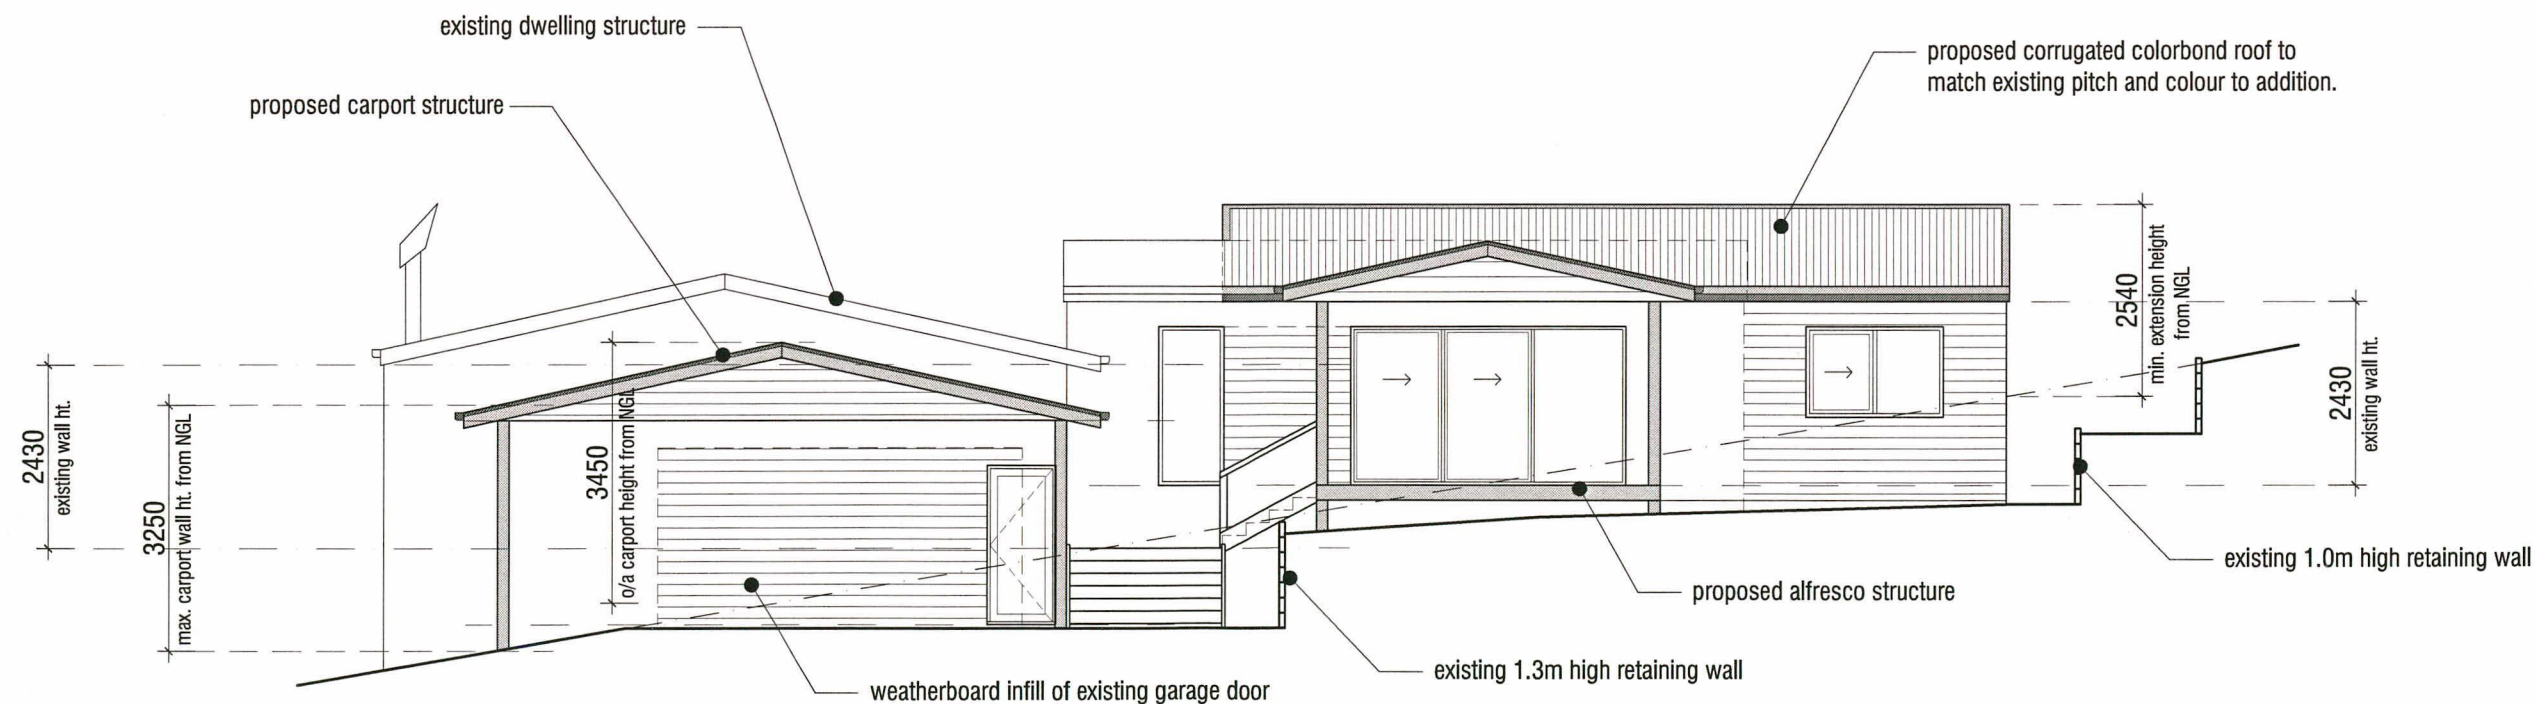 existing dwelling structure
proposed carport structure
proposed corrugated colorbond roof to
match existing pitch and colour to addition.
2430
existing wall ht.
3250
max. carport wall ht. from NGL
3450
o/a carport height from NGL
2540
min. extension height
from NGL
2430
existing wall ht.
existing 1.0m high retaining wall
proposed alfresco structure
existing 1.3m high retaining wall
weatherboard infill of existing garage door